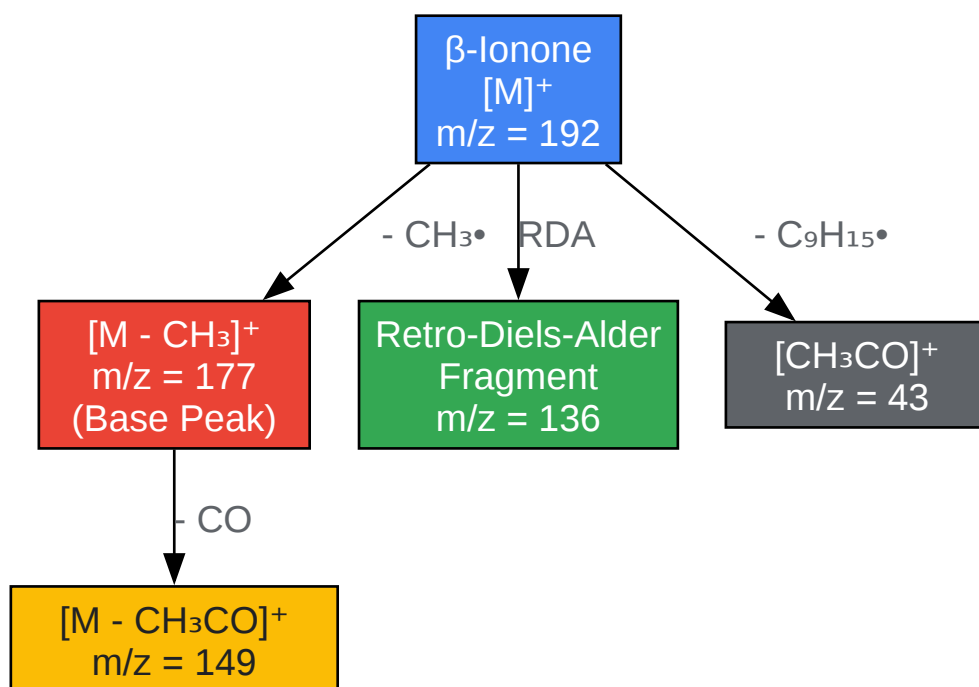 β-Ionone
[M]⁺
m/z = 192
- CH₃•
RDA
- C₉H₁₅•
[M - CH₃]⁺
m/z = 177
(Base Peak)
Retro-Diels-Alder
Fragment
m/z = 136
[CH₃CO]⁺
m/z = 43
- CO
[M - CH₃CO]⁺
m/z = 149